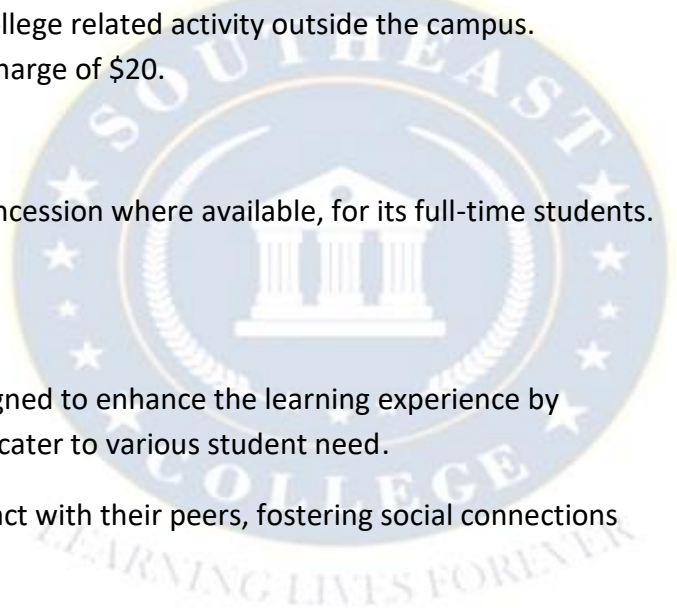 llege related activity outside the campus.
harge of $20.
ncession where available, for its full-time students.
gned to enhance the learning experience by
cater to various student need.
act with their peers, fostering social connections
SOUTHEAST
COLLEGE
LEARNING LIVES FOREVER